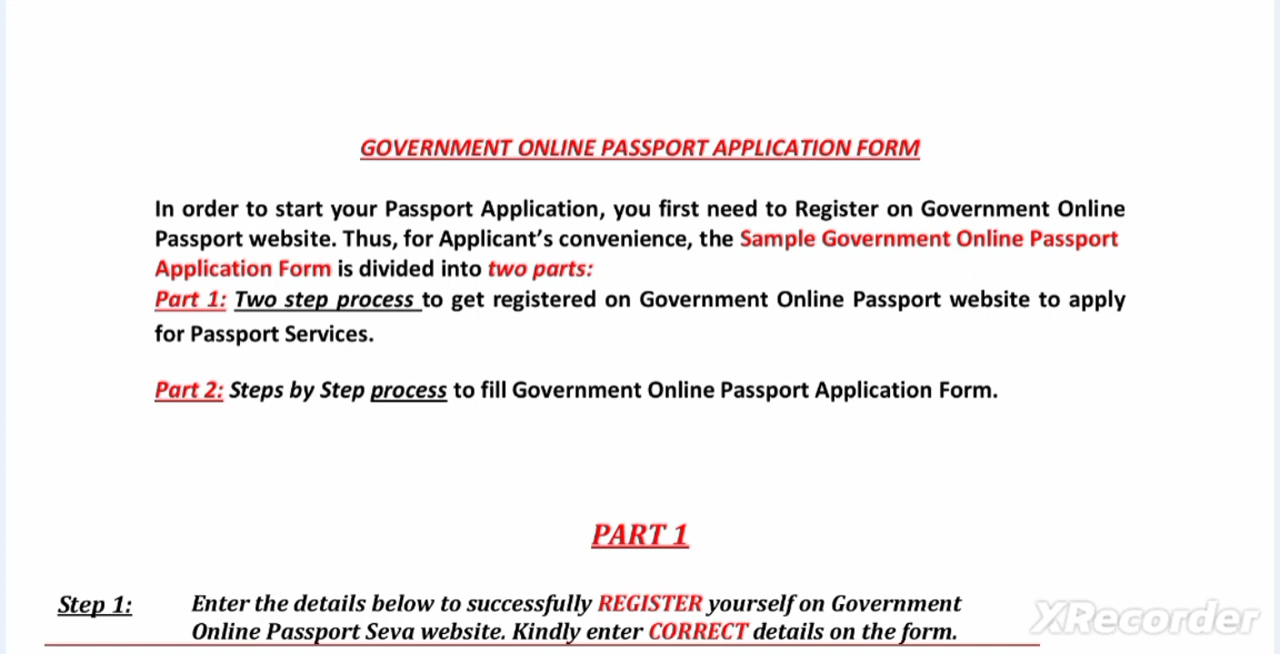 GOVERNMENT ONLINE PASSPORT APPLICATION FORM
In order to start your Passport Application, you first need to Register on Government Online
Passport website. Thus, for Applicant's convenience, the Sample Government Online Passport
Application Form is divided into two parts:
Part 1: Two step process to get registered on Government Online Passport website to apply
for Passport Services.
Part 2: Steps by Step process to fill Government Online Passport Application Form.
PART 1
Step 1: Enter the details below to successfully REGISTER yourself on Government
Online Passport Seva website. Kindly enter CORRECT details on the form.
XRecorder